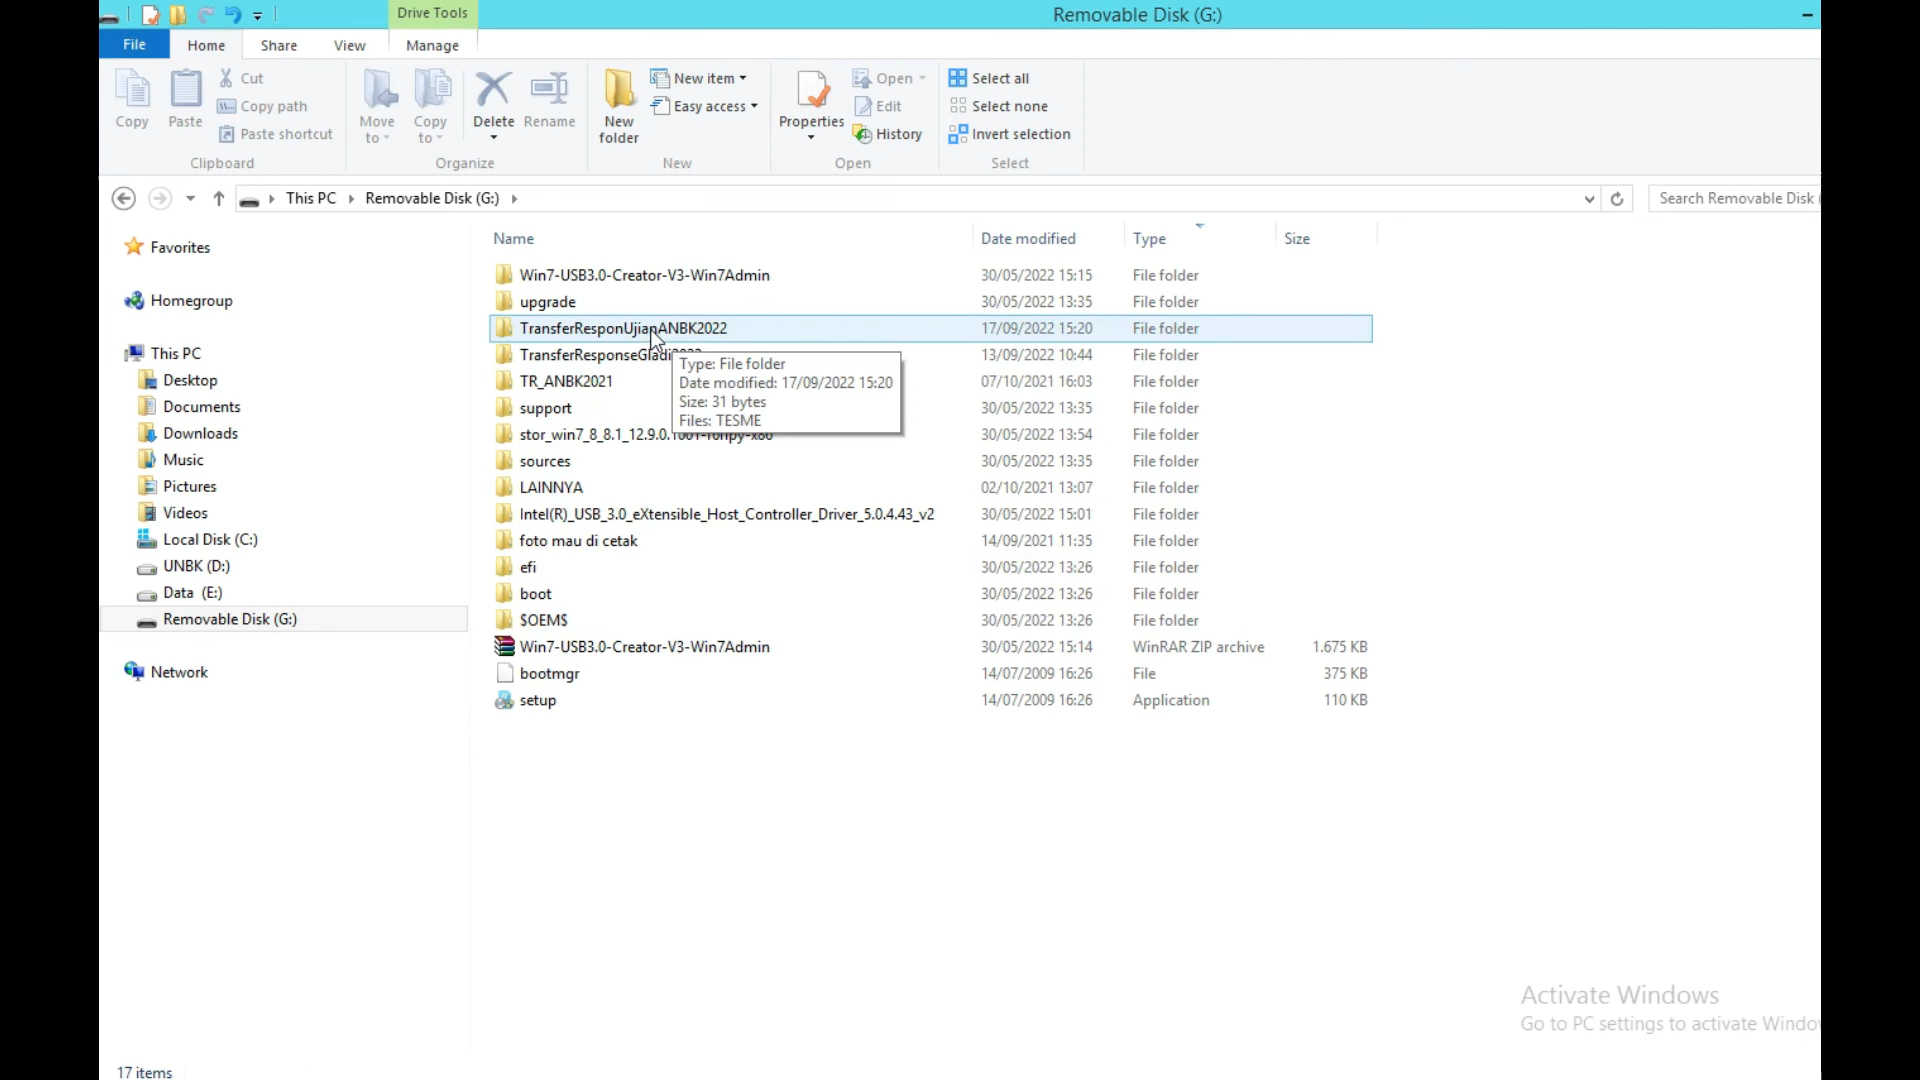 Drive Tools
Removable Disk (G:)
File Home Share View Manage
Copy
Paste
Cut
Copy path
Paste shortcut
Clipboard
Move to
Copy to
Delete
Rename
Organize
New folder
New item
Easy access
New
Properties
Open
Edit
History
Open
Select all
Select none
Invert selection
Select
This PC Removable Disk (G:)
Search Removable Disk
Favorites
Homegroup
This PC
Desktop
Documents
Downloads
Music
Pictures
Videos
Local Disk (C:)
UNBK (D:)
Data (E:)
Removable Disk (G:)
Network
Name Date modified Type Size
Win7-USB3.0-Creator-V3-Win7Admin 30/05/2022 15:15 File folder
upgrade 30/05/2022 13:35 File folder
TransferResponUjianANBK2022 17/09/2022 15:20 File folder
13/09/2022 10:44 File folder
TR_ANBK2021 07/10/2021 16:03 File folder
support 30/05/2022 13:35 File folder
30/05/2022 13:54 File folder
sources 30/05/2022 13:35 File folder
LAINNYA 02/10/2021 13:07 File folder
Intel(R)_USB_3.0_eXtensible_Host_Controller_Driver_5.0.4.43_v2 30/05/2022 15:01 File folder
foto mau di cetak 14/09/2021 11:35 File folder
efi 30/05/2022 13:26 File folder
boot 30/05/2022 13:26 File folder
$OEM$ 30/05/2022 13:26 File folder
Win7-USB3.0-Creator-V3-Win7Admin 30/05/2022 15:14 WinRAR ZIP archive 1.675 KB
bootmgr 14/07/2009 16:26 File 375 KB
setup 14/07/2009 16:26 Application 110 KB
Type: File folder
Date modified: 17/09/2022 15:20
Size: 31 bytes
Files: TESME
Activate Windows
Go to PC settings to activate Windo
17 items